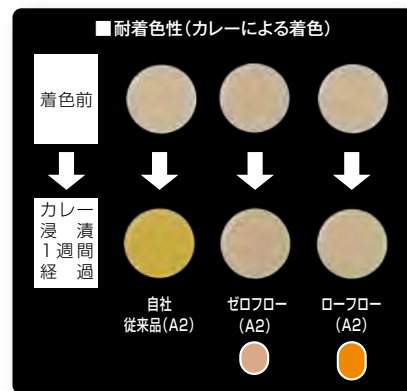 ■耐着色性（カレーによる着色）
着色前
カレー
浸漬
1週間
経過
自社
従来品(A2)
ゼロフロー
(A2)
ローフロー
(A2)